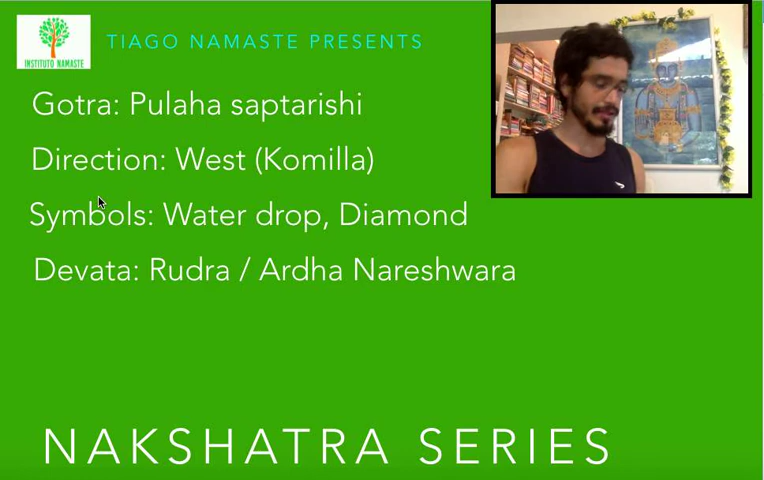 INSTITUTO NAMASTE
TIAGO NAMASTE PRESENTS
Gotra: Pulaha saptarishi
Direction: West (Komilla)
Symbols: Water drop, Diamond
Devata: Rudra / Ardha Nareshwara
NAKSHATRA SERIES